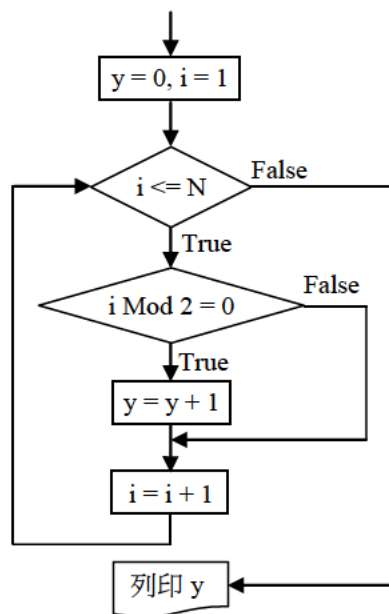 y = 0, i = 1
i <= N
False
True
i Mod 2 = 0
False
True
y = y + 1
i = i + 1
列印 y